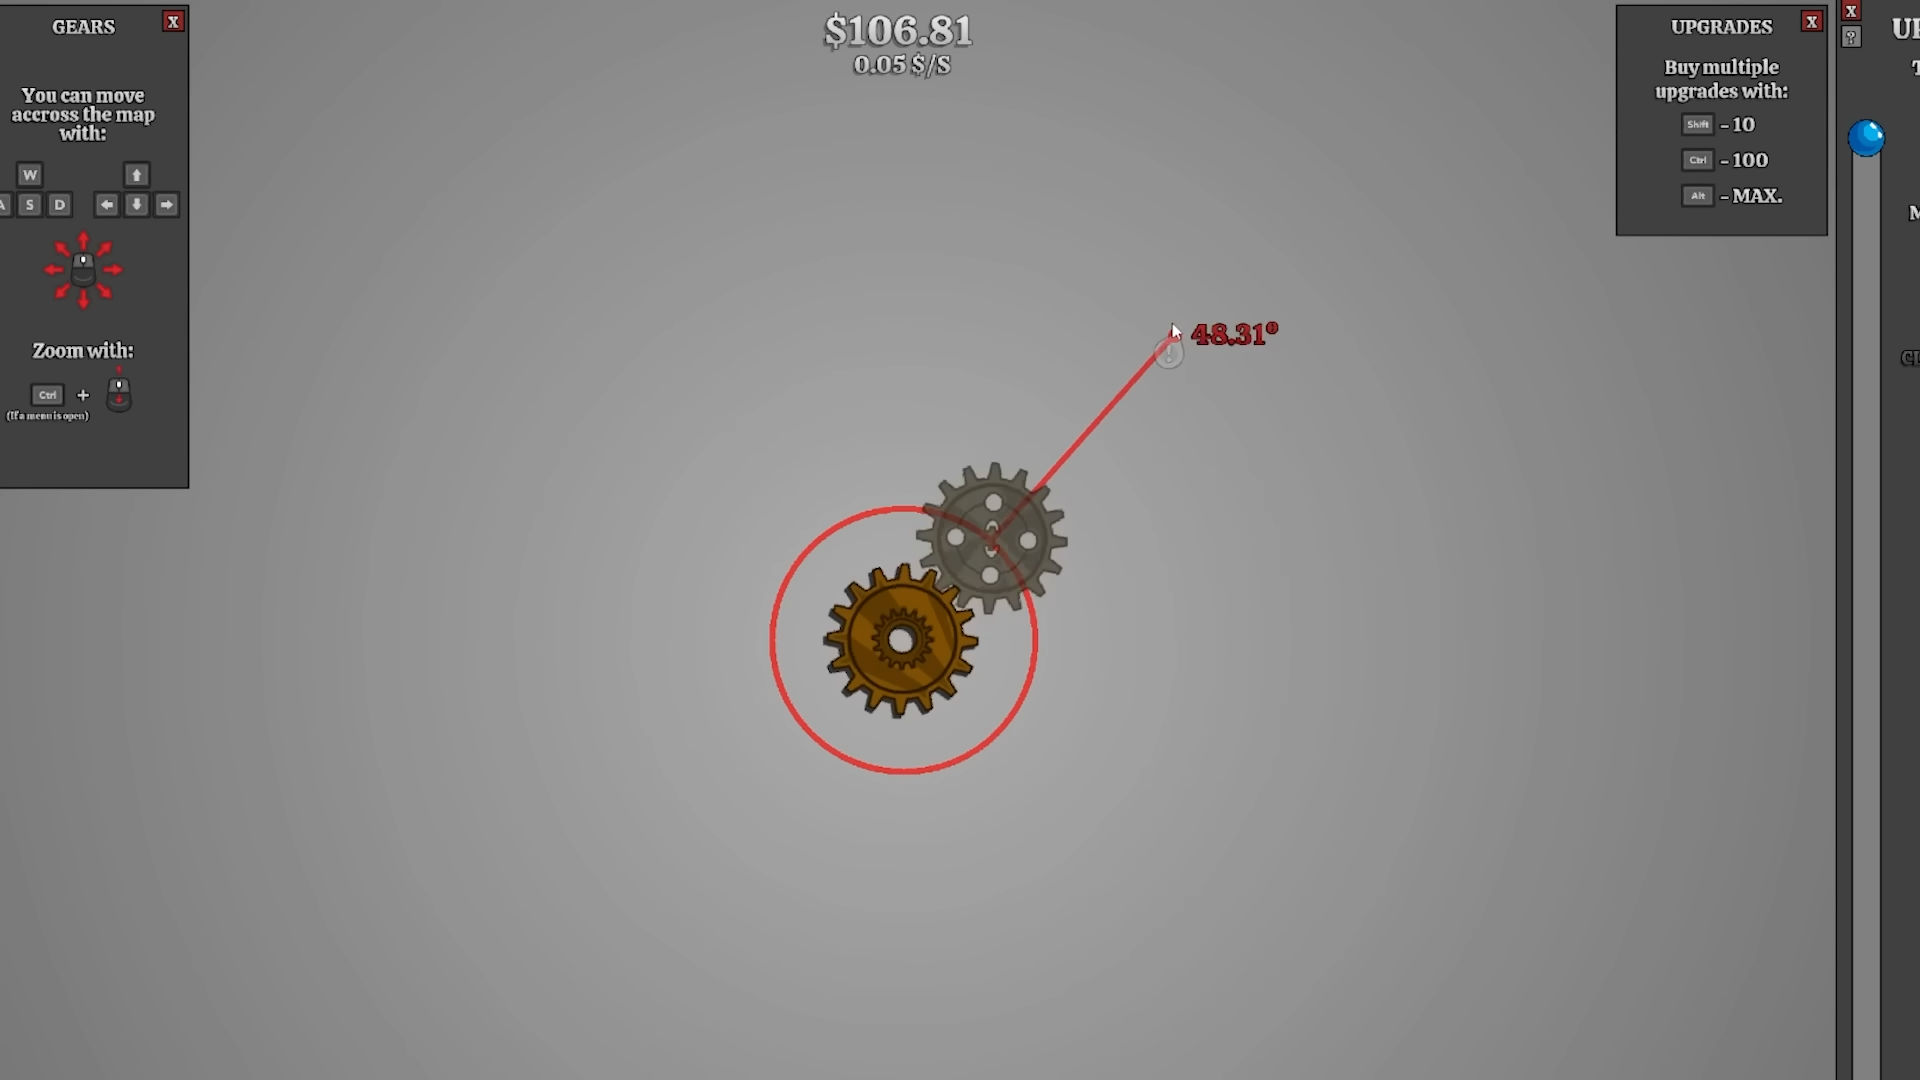 GEARS
X
You can move
accross the map
with:
W
A S D
Zoom with:
Ctrl +
(If a menu is open)
$106.81
0.05 $/S
48.31º
UPGRADES
X
Buy multiple
upgrades with:
Shift - 10
Ctrl - 100
Alt - MAX.
X
?